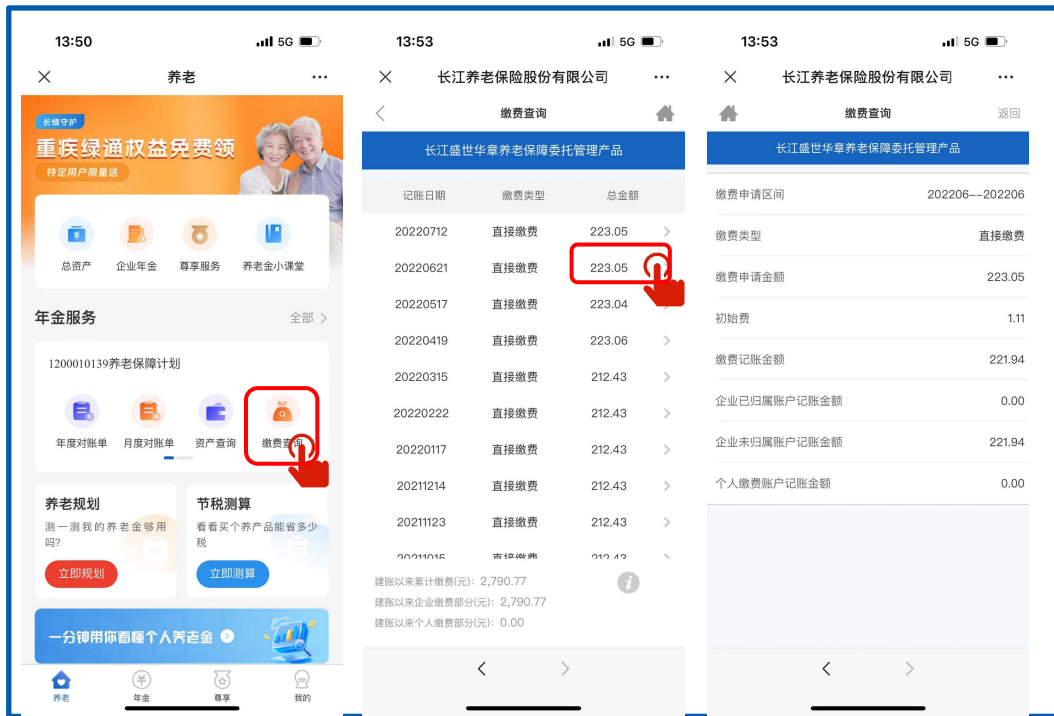 13:50
5G
养老
长情守护
重疾绿通权益免费领
特定用户限量送
总资产 企业年金 尊享服务 养老金小课堂
年金服务 全部 >
1200010139养老保障计划
年度对账单 月度对账单 资产查询 缴费查询
养老规划 节税测算
测一测我的养老金够用吗? 看看买个养产品能省多少税
立即规划 立即测算
一分钟带你看懂个人养老金
养老 年金 尊享 我的
13:53
5G
长江养老保险股份有限公司
缴费查询
长江盛世华章养老保障委托管理产品
记账日期 缴费类型 总金额
20220712 直接缴费 223.05
20220621 直接缴费 223.05
20220517 直接缴费 223.04
20220419 直接缴费 223.06
20220315 直接缴费 212.43
20220222 直接缴费 212.43
20220117 直接缴费 212.43
20211214 直接缴费 212.43
20211123 直接缴费 212.43
20211015 直接缴费 212.43
建账以来累计缴费(元): 2,790.77
建账以来企业缴费部分(元): 2,790.77
建账以来个人缴费部分(元): 0.00
13:53
5G
长江养老保险股份有限公司
缴费查询 返回
长江盛世华章养老保障委托管理产品
缴费申请区间 202206--202206
缴费类型 直接缴费
缴费申请金额 223.05
初始费 1.11
缴费记账金额 221.94
企业已归属账户记账金额 0.00
企业未归属账户记账金额 221.94
个人缴费账户记账金额 0.00